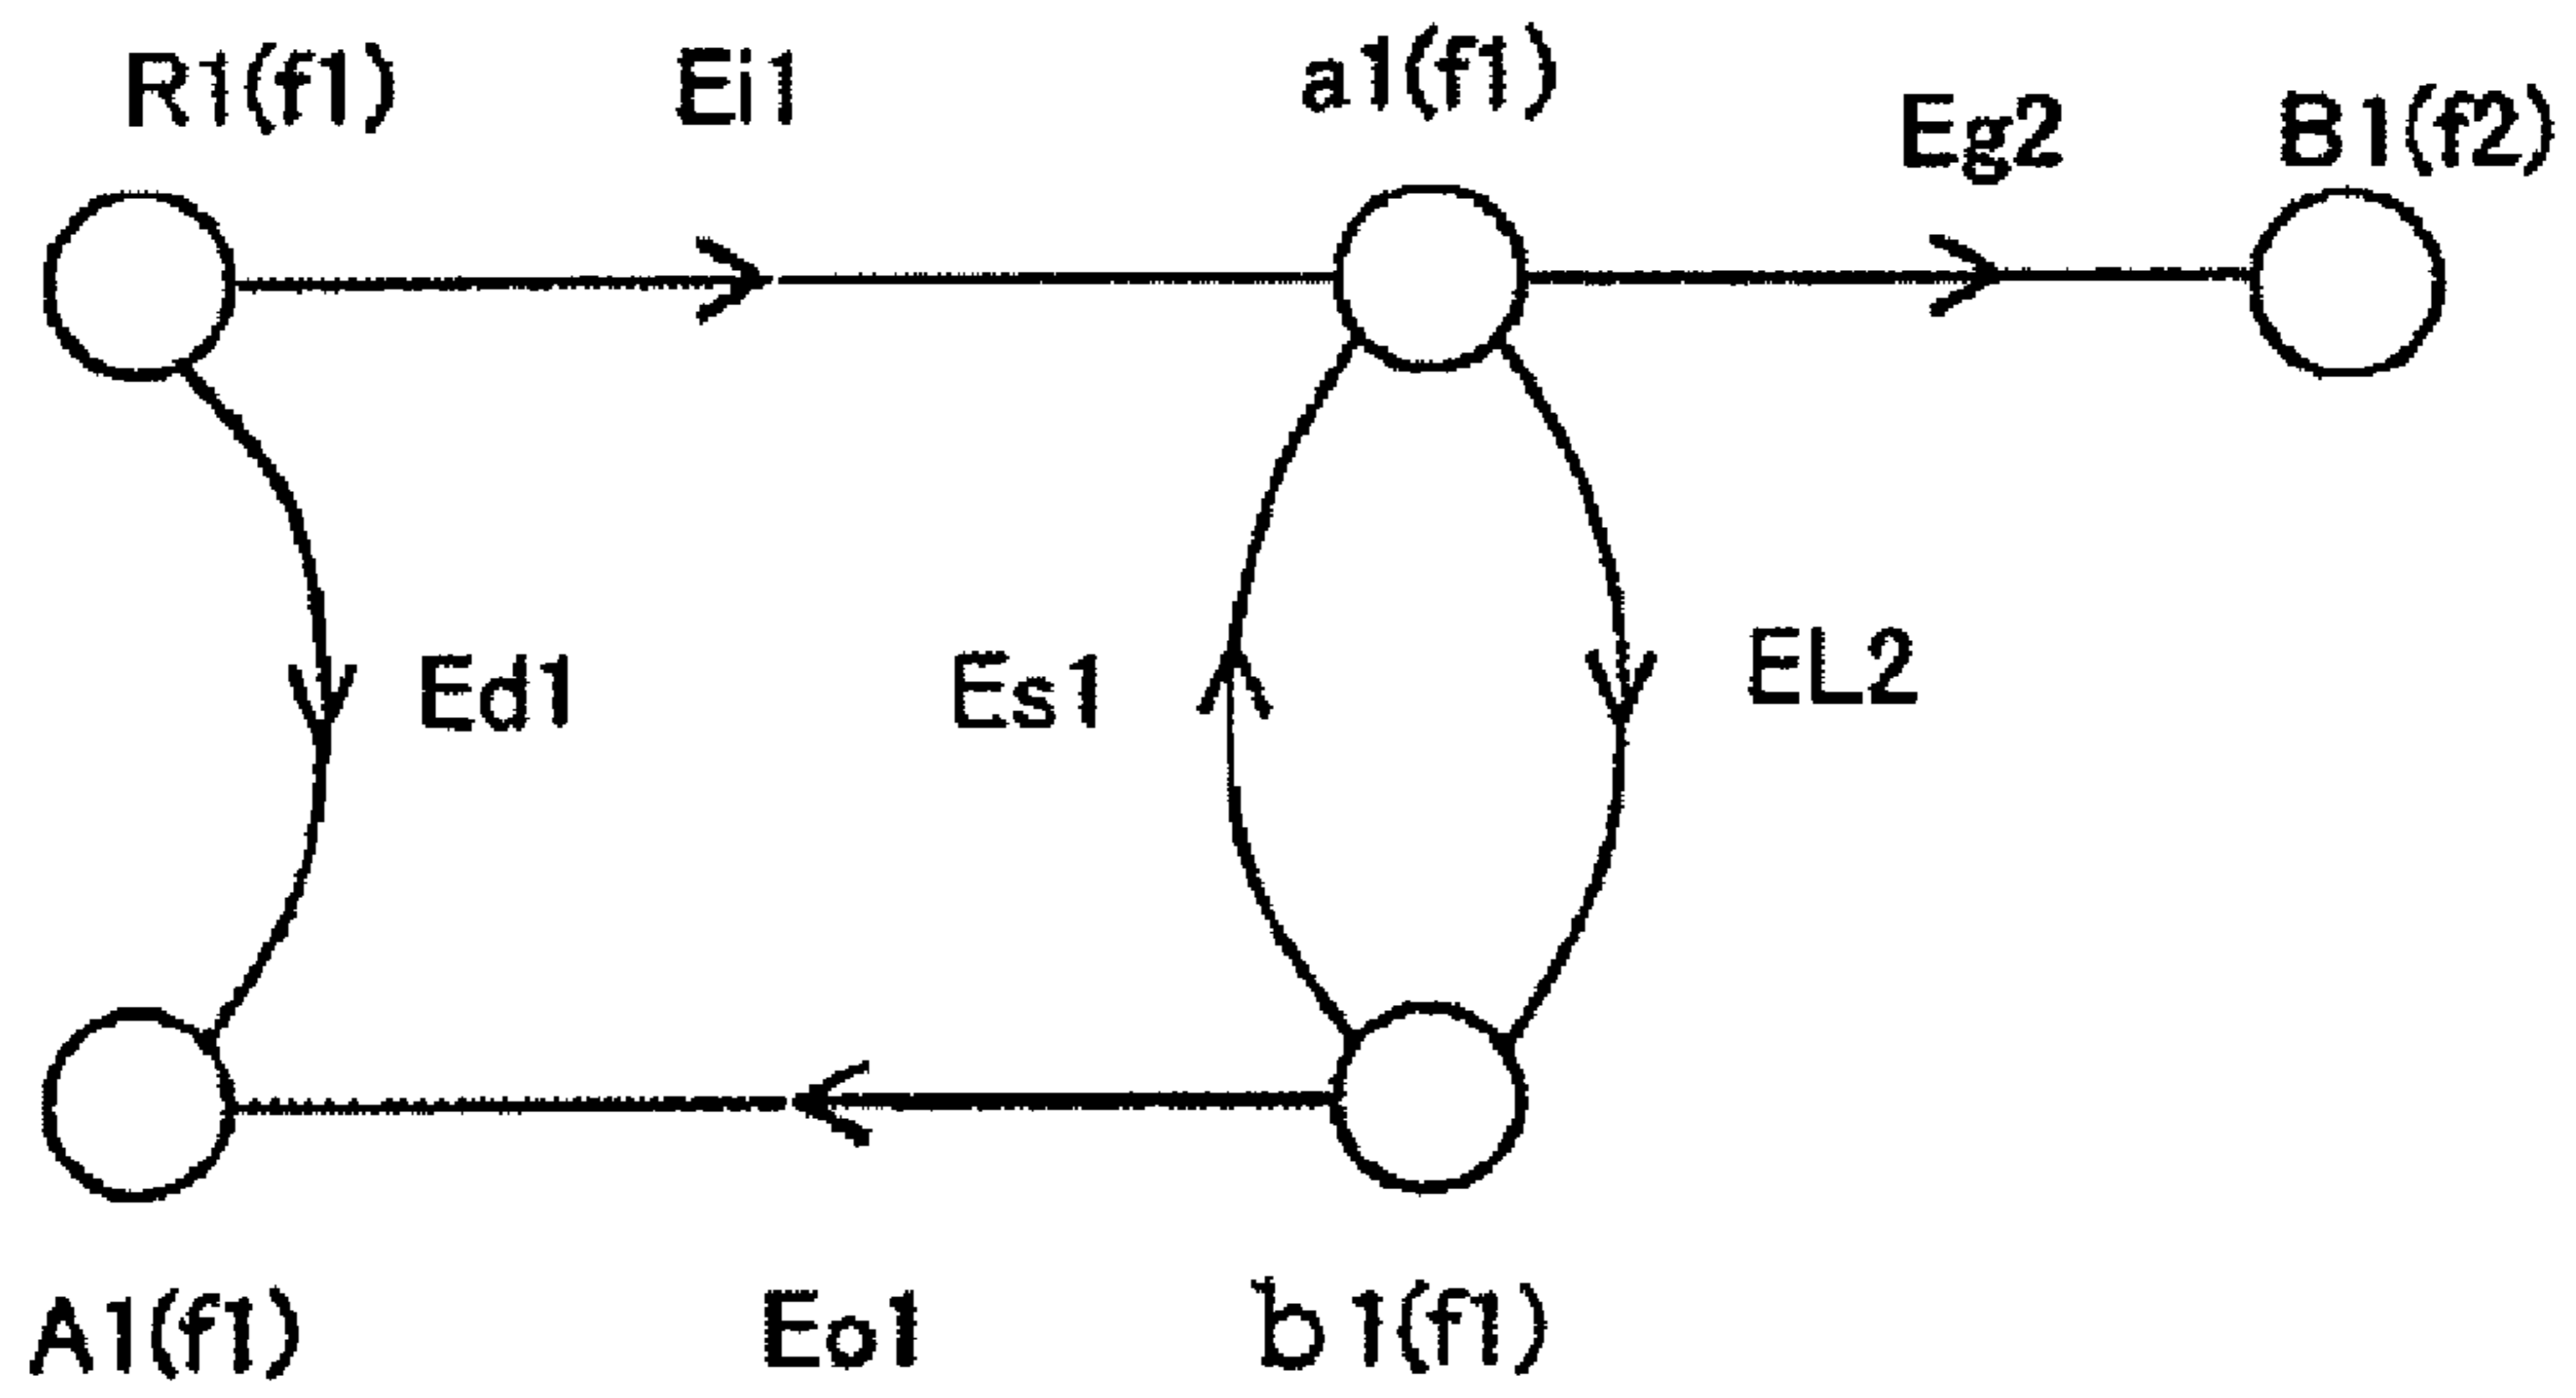 R1(f1)
Ei1
a1(f1)
Eg2
B1(f2)
Ed1
Es1
EL2
A1(f1)
Eo1
b1(f1)